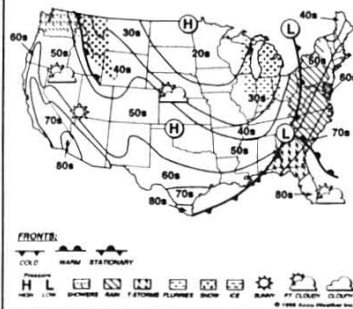 40s
L
H
30s
60s
20s
50s
50s
40s
60s
30s
70s
50s
H
40s
L
70s
50s
80s
60s
70s
80s
80s
FRONTS:
COLD WARM STATIONARY
Pressure
H L
HIGH LOW SHOWERS RAIN T-STORMS FLURRIES SNOW ICE SUNNY PT. CLOUDY CLOUDY